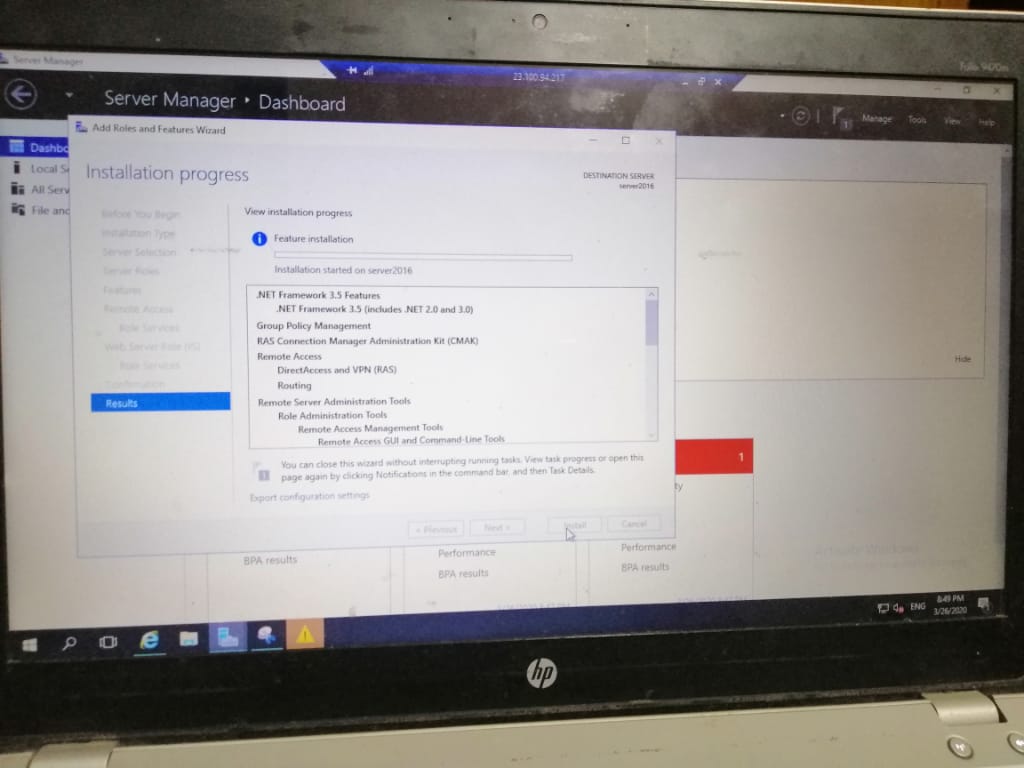 Server Manager
23.100.94.217
Folio 9470m
Server Manager • Dashboard
Manage Tools View Help
1
Add Roles and Features Wizard
Dashbo
Local Se
All Serv
File and
Installation progress
DESTINATION SERVER
server2016
Before You Begin
Installation Type
Server Selection
Server Roles
Features
Remote Access
Role Services
Web Server Role (IIS)
Role Services
Confirmation
Results
View installation progress
Feature installation
Installation started on server2016
.NET Framework 3.5 Features
.NET Framework 3.5 (includes .NET 2.0 and 3.0)
Group Policy Management
RAS Connection Manager Administration Kit (CMAK)
Remote Access
DirectAccess and VPN (RAS)
Routing
Remote Server Administration Tools
Role Administration Tools
Remote Access Management Tools
Remote Access GUI and Command-Line Tools
You can close this wizard without interrupting running tasks. View task progress or open this
page again by clicking Notifications in the command bar, and then Task Details.
Export configuration settings
< Previous Next > Install Cancel
Hide
1
ty
BPA results
Performance
BPA results
Performance
BPA results
Activate Windows
ENG
8:49 PM
3/26/2020
hp